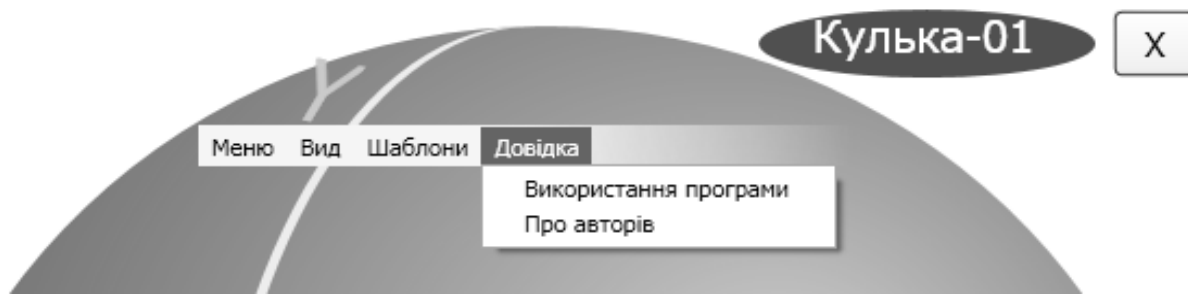 Кулька-01
X
Y
Меню Вид Шаблони Довідка
Використання програми
Про авторів